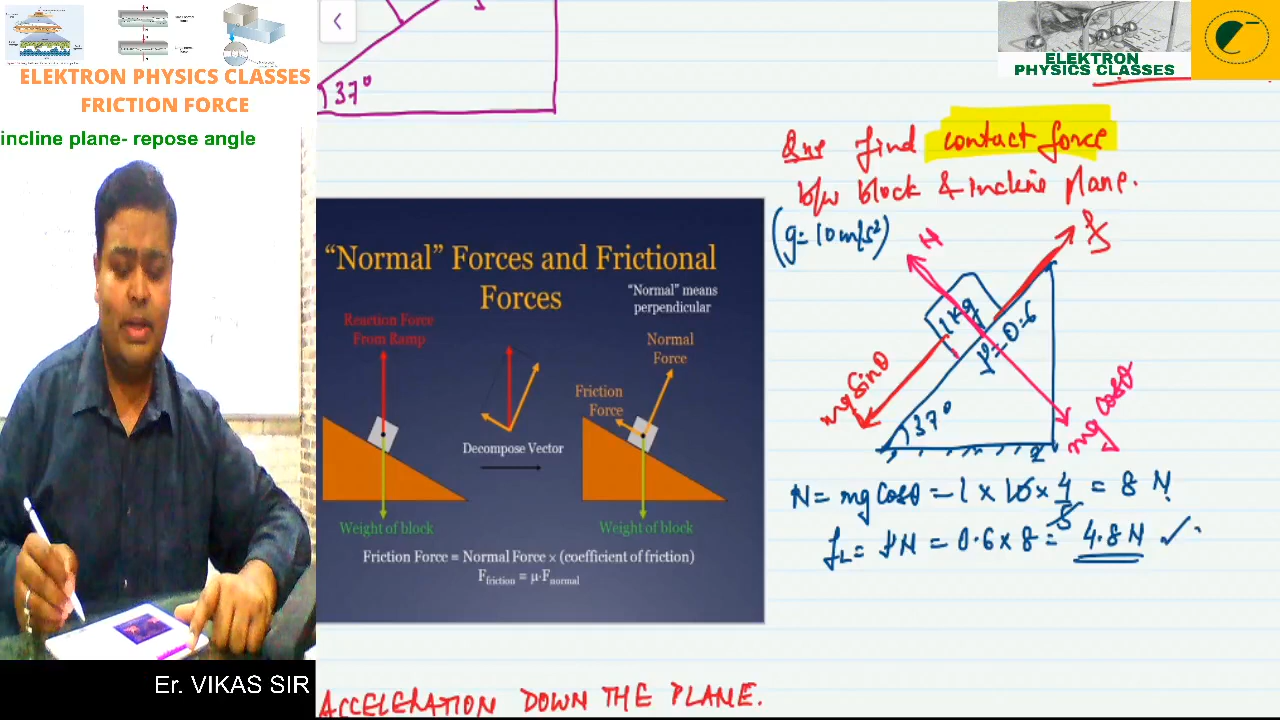 ELEKTRON PHYSICS CLASSES
FRICTION FORCE
incline plane- repose angle
Er. VIKAS SIR
37°
"Normal" Forces and Frictional
Forces
"Normal" means
perpendicular
Reaction Force
From Ramp
Normal
Force
Friction
Force
Decompose Vector
Weight of block
Weight of block
Friction Force = Normal Force × (coefficient of friction)
Ffriction = μ·Fnormal
ACCELERATION DOWN THE PLANE.
ELEKTRON
PHYSICS CLASSES
Que find contact force
b/w block & Incline plane.
(g = 10 m/s²)
N
f
1 kg
μ = 0.6
mg sinθ
mg cosθ
37°
N = mg Cosθ = 1 × 10 × 4/5 = 8 N
fL = μN = 0.6 × 8 = 4.8 N ✓